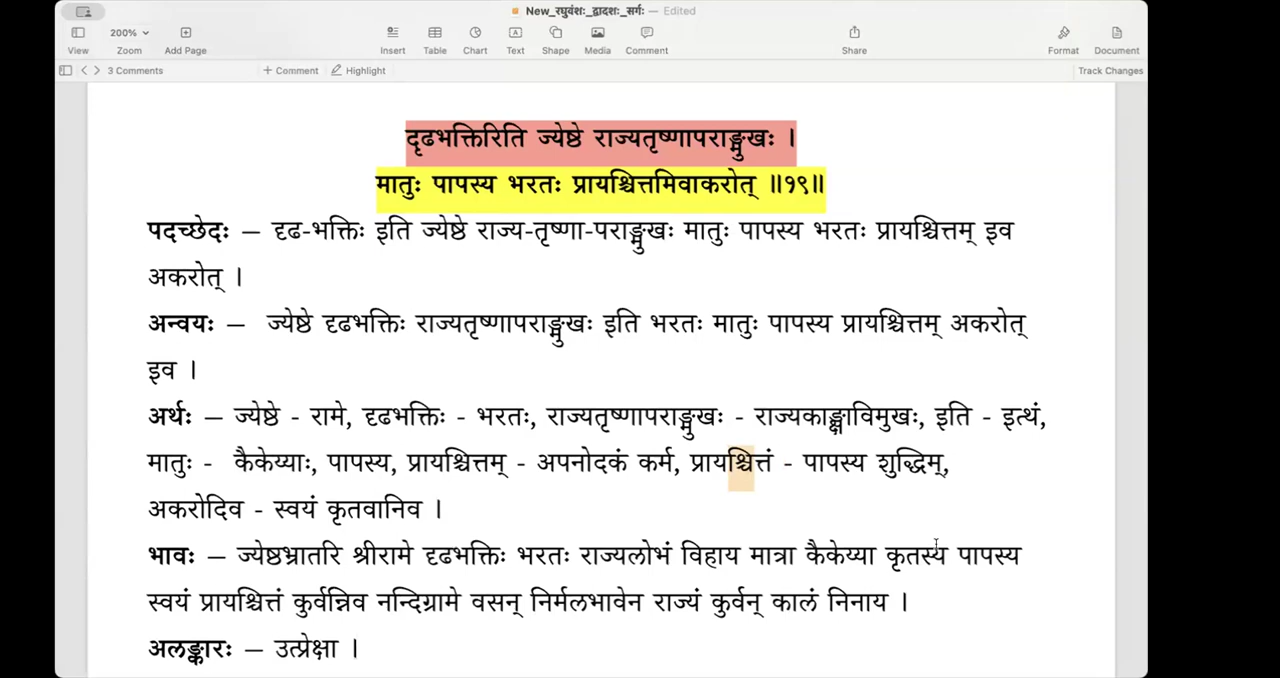 New_रघुवंशः_द्वादशः_सर्गः — Edited
200%
View Zoom Add Page Insert Table Chart Text Shape Media Comment Share Format Document
3 Comments + Comment Highlight Track Changes
दृढभक्तिरिति ज्येष्ठे राज्यतृष्णापराङ्मुखः ।
मातुः पापस्य भरतः प्रायश्चित्तमिवाकरोत् ॥१९॥
पदच्छेदः — दृढ-भक्तिः इति ज्येष्ठे राज्य-तृष्णा-पराङ्मुखः मातुः पापस्य भरतः प्रायश्चित्तम् इव
अकरोत् ।
अन्वयः — ज्येष्ठे दृढभक्तिः राज्यतृष्णापराङ्मुखः इति भरतः मातुः पापस्य प्रायश्चित्तम् अकरोत्
इव ।
अर्थः — ज्येष्ठे - रामे, दृढभक्तिः - भरतः, राज्यतृष्णापराङ्मुखः - राज्यकाङ्क्षाविमुखः, इति - इत्थं,
मातुः - कैकेय्याः, पापस्य, प्रायश्चित्तम् - अपनोदकं कर्म, प्रायश्चित्तं - पापस्य शुद्धिम्,
अकरोदिव - स्वयं कृतवानिव ।
भावः — ज्येष्ठभ्रातरि श्रीरामे दृढभक्तिः भरतः राज्यलोभं विहाय मात्रा कैकेय्या कृतस्य पापस्य
स्वयं प्रायश्चित्तं कुर्वन्निव नन्दिग्रामे वसन् निर्मलभावेन राज्यं कुर्वन् कालं निनाय ।
अलङ्कारः — उत्प्रेक्षा ।